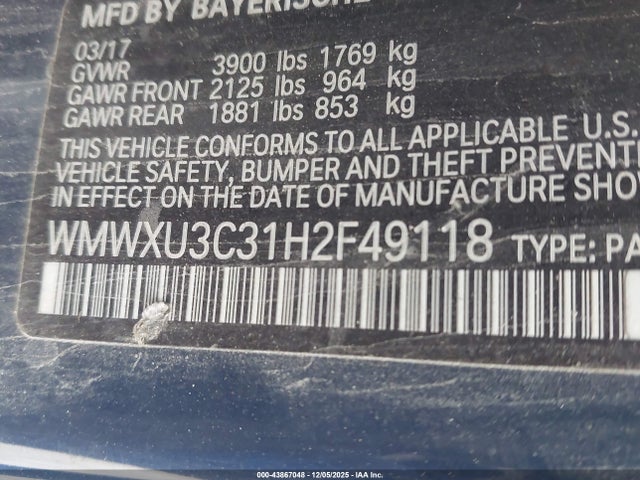 MFD BY BAYERISCHE
03/17
GVWR 3900 lbs 1769 kg
GAWR FRONT 2125 lbs 964 kg
GAWR REAR 1881 lbs 853 kg
THIS VEHICLE CONFORMS TO ALL APPLICABLE U.S.
VEHICLE SAFETY, BUMPER AND THEFT PREVENTI
IN EFFECT ON THE DATE OF MANUFACTURE SHO
WMWXU3C31H2F49118 TYPE: PA
000-43867048 - 12/05/2025 - IAA Inc.